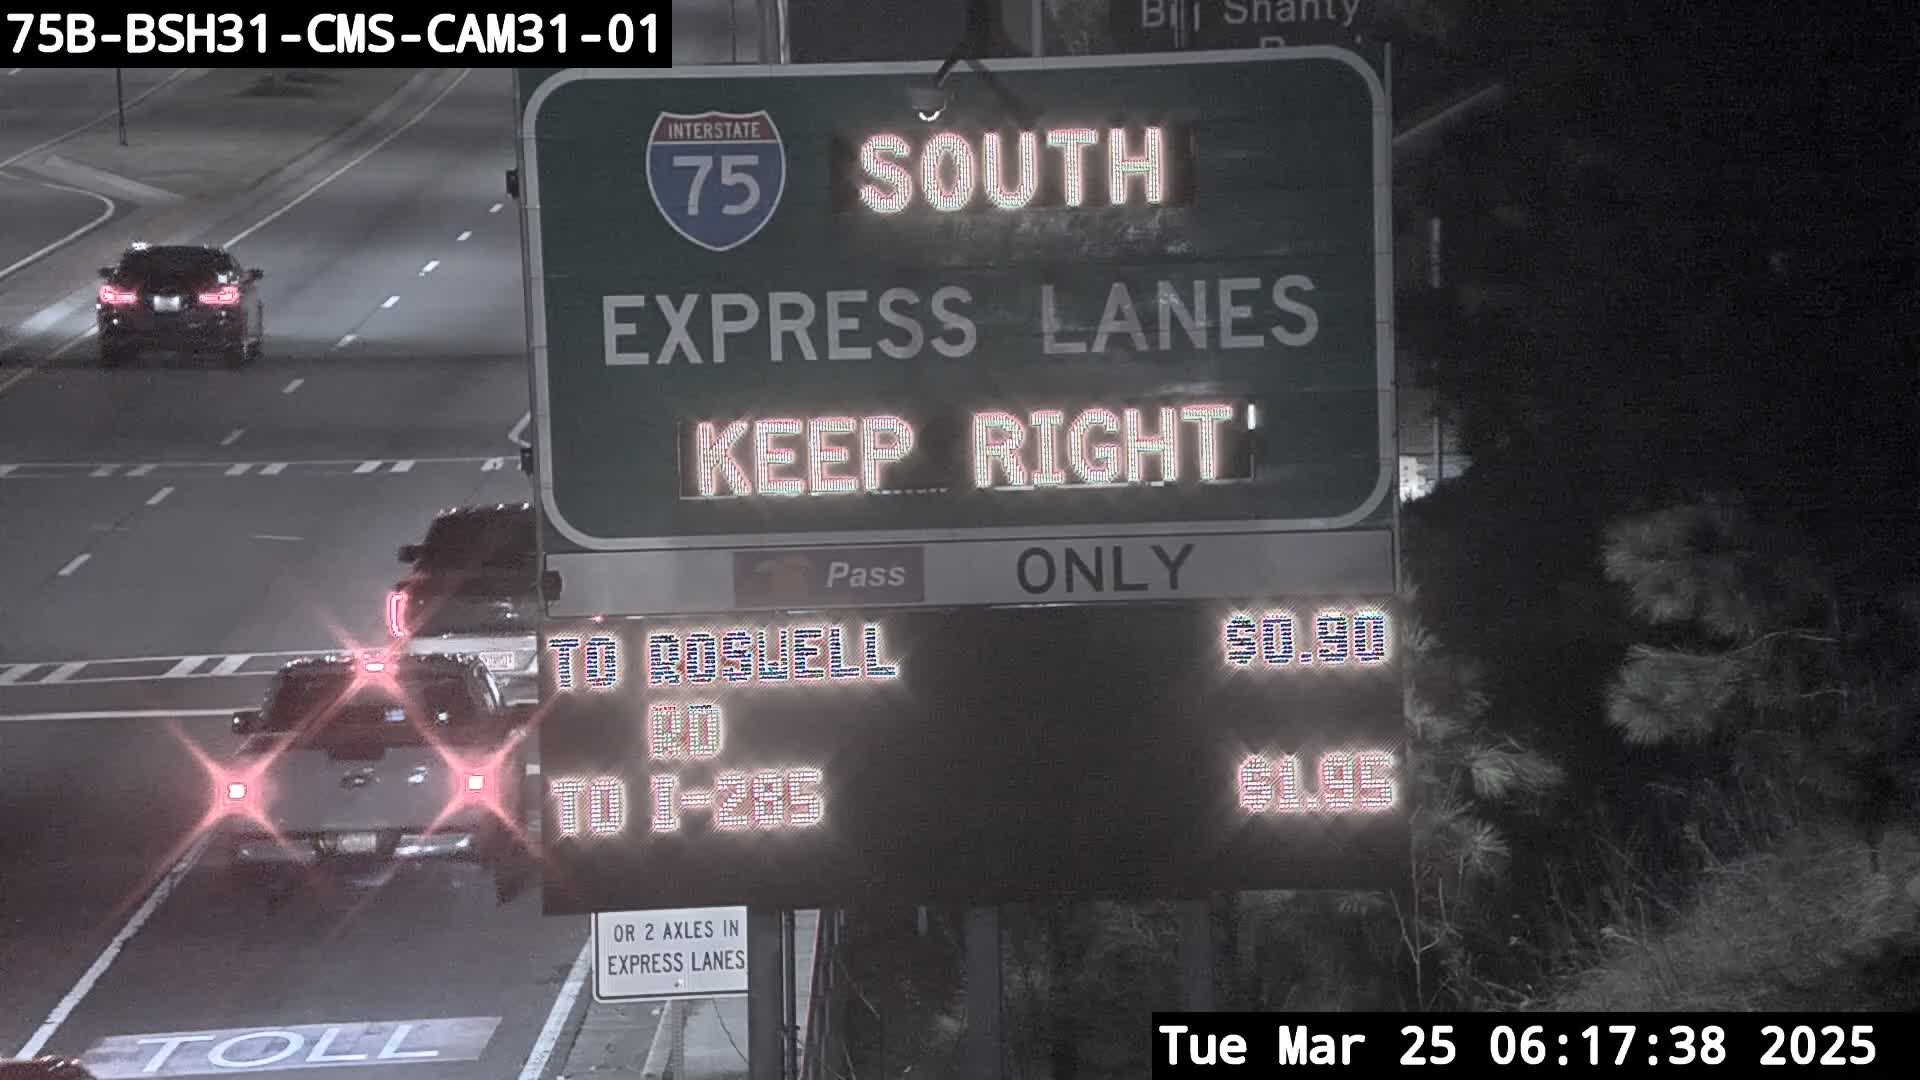 75B-BSH31-CMS-CAM31-01
Shanty
INTERSTATE
75
SOUTH
EXPRESS LANES
KEEP RIGHT
Pass ONLY
TO ROSWELL $0.90
RD
TO I-285 $1.95
OR 2 AXLES IN
EXPRESS LANES
TOLL
Tue Mar 25 06:17:38 2025